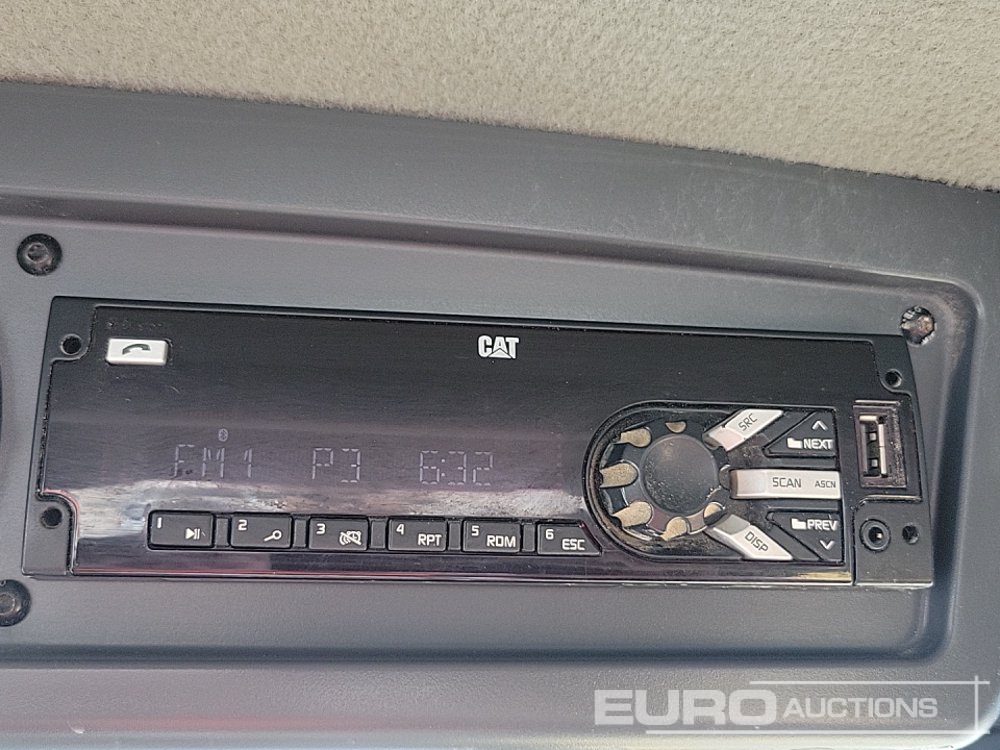 CAT
SRC
NEXT
FM1 P3 6:32
SCAN ASCN
PREV
1 2 3 4 RPT 5 RDM 6 ESC
DISP
EURO AUCTIONS